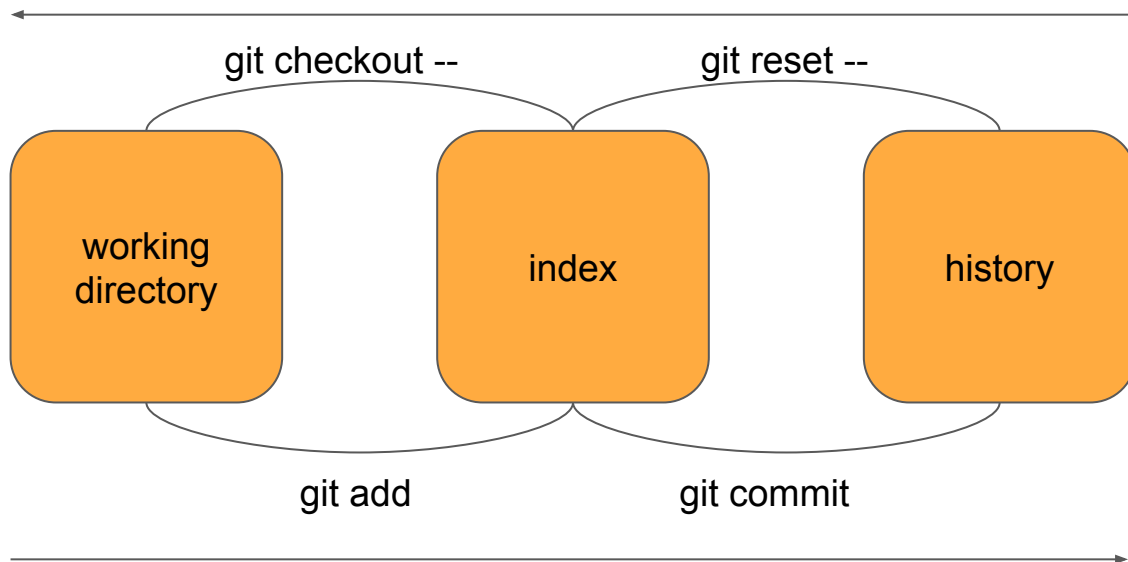 git checkout --
git reset --
working
directory
index
history
git add
git commit